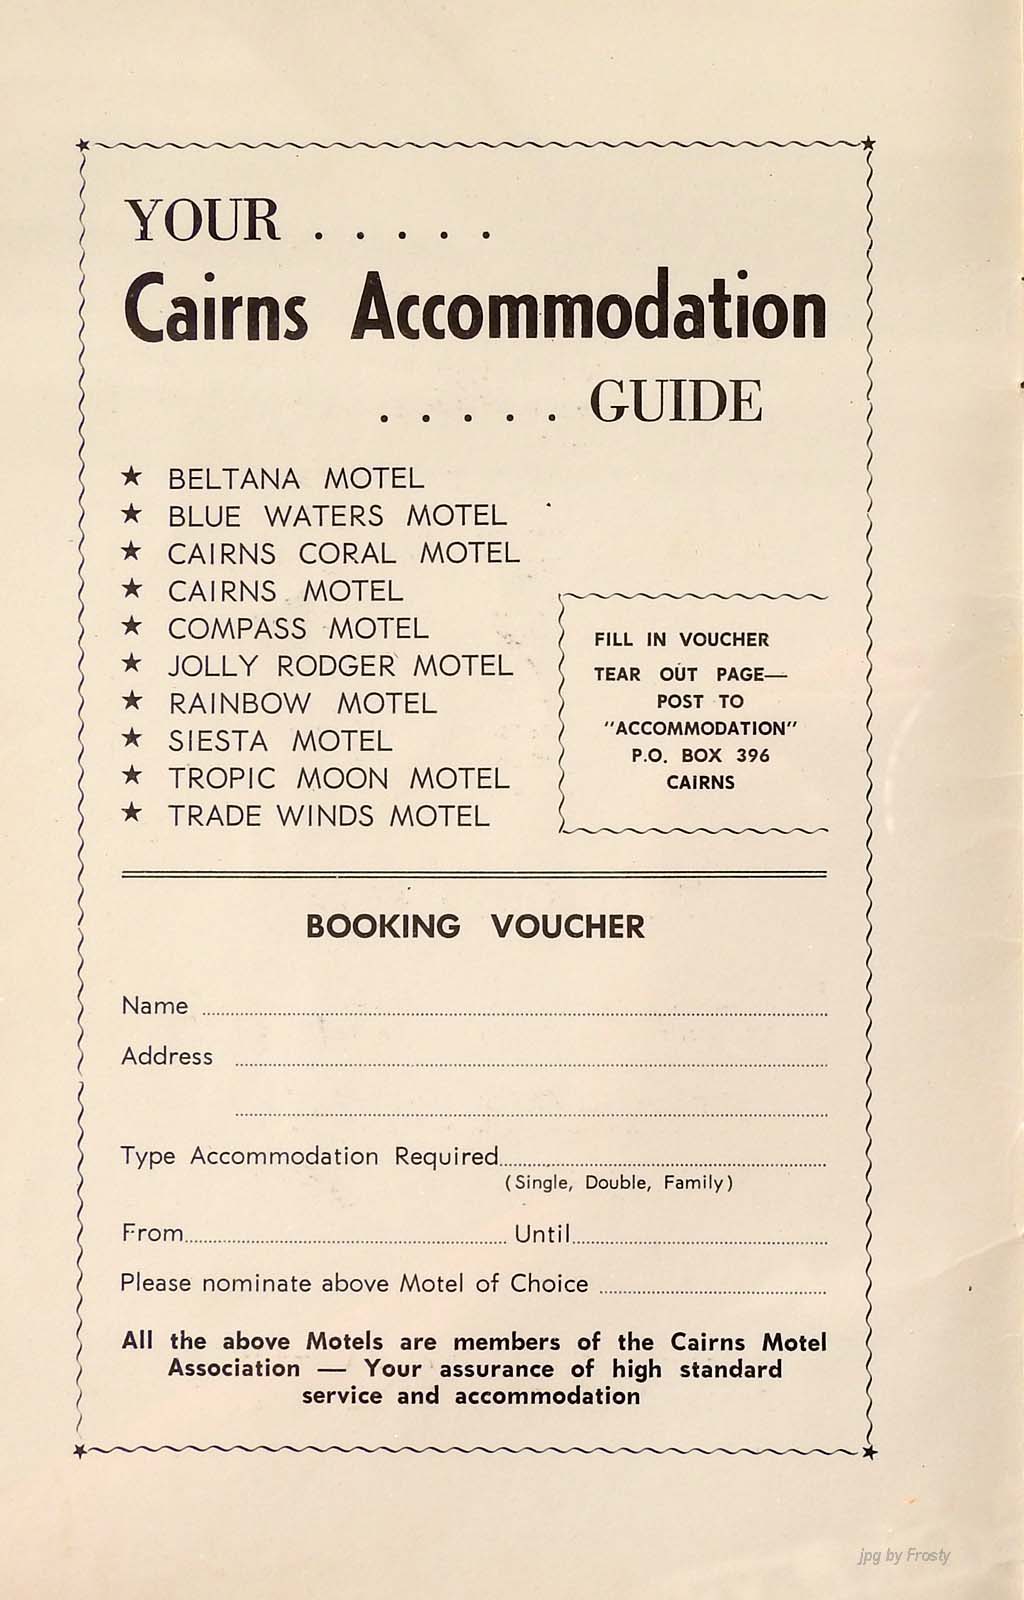 YOUR . . . . .
Cairns Accommodation
. . . . . GUIDE
★ BELTANA MOTEL
★ BLUE WATERS MOTEL
★ CAIRNS CORAL MOTEL
★ CAIRNS MOTEL
★ COMPASS MOTEL
★ JOLLY RODGER MOTEL
★ RAINBOW MOTEL
★ SIESTA MOTEL
★ TROPIC MOON MOTEL
★ TRADE WINDS MOTEL
FILL IN VOUCHER
TEAR OUT PAGE—
POST TO
"ACCOMMODATION"
P.O. BOX 396
CAIRNS
BOOKING VOUCHER
Name
Address
Type Accommodation Required
(Single, Double, Family)
From Until
Please nominate above Motel of Choice
All the above Motels are members of the Cairns Motel
Association — Your assurance of high standard
service and accommodation
jpg by Frosty